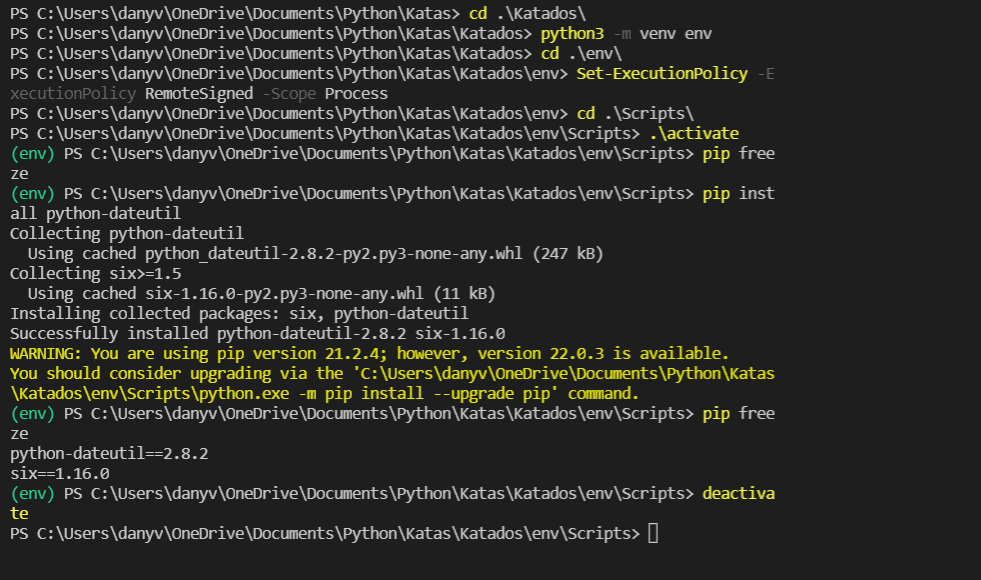 PS C:\Users\danyv\OneDrive\Documents\Python\Katas> cd .\Katados\
PS C:\Users\danyv\OneDrive\Documents\Python\Katas\Katados> python3 -m venv env
PS C:\Users\danyv\OneDrive\Documents\Python\Katas\Katados> cd .\env\
PS C:\Users\danyv\OneDrive\Documents\Python\Katas\Katados\env> Set-ExecutionPolicy -E
xecutionPolicy RemoteSigned -Scope Process
PS C:\Users\danyv\OneDrive\Documents\Python\Katas\Katados\env> cd .\Scripts\
PS C:\Users\danyv\OneDrive\Documents\Python\Katas\Katados\env\Scripts> .\activate
(env) PS C:\Users\danyv\OneDrive\Documents\Python\Katas\Katados\env\Scripts> pip free
ze
(env) PS C:\Users\danyv\OneDrive\Documents\Python\Katas\Katados\env\Scripts> pip inst
all python-dateutil
Collecting python-dateutil
  Using cached python_dateutil-2.8.2-py2.py3-none-any.whl (247 kB)
Collecting six>=1.5
  Using cached six-1.16.0-py2.py3-none-any.whl (11 kB)
Installing collected packages: six, python-dateutil
Successfully installed python-dateutil-2.8.2 six-1.16.0
WARNING: You are using pip version 21.2.4; however, version 22.0.3 is available.
You should consider upgrading via the 'C:\Users\danyv\OneDrive\Documents\Python\Katas
\Katados\env\Scripts\python.exe -m pip install --upgrade pip' command.
(env) PS C:\Users\danyv\OneDrive\Documents\Python\Katas\Katados\env\Scripts> pip free
ze
python-dateutil==2.8.2
six==1.16.0
(env) PS C:\Users\danyv\OneDrive\Documents\Python\Katas\Katados\env\Scripts> deactiva
te
PS C:\Users\danyv\OneDrive\Documents\Python\Katas\Katados\env\Scripts>